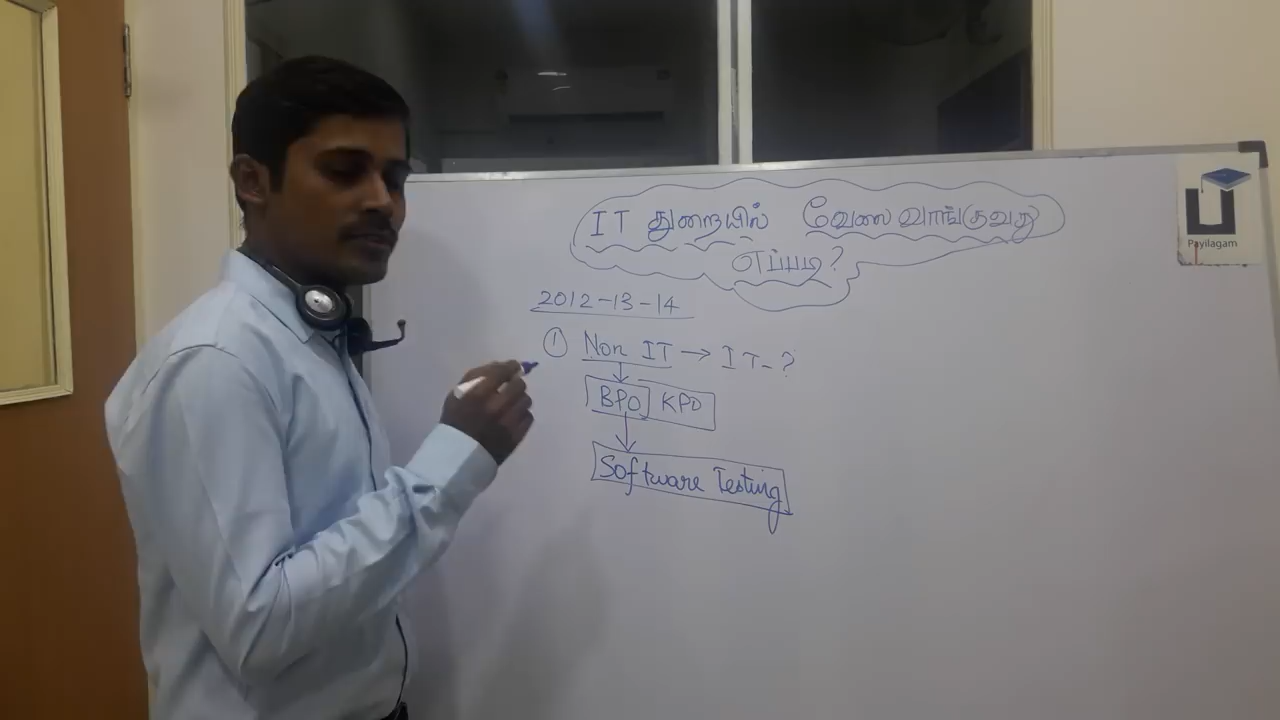 IT துறையில் வேலை வாங்குவது
எப்படி?
2012-13-14
① Non IT → IT-?
BPO KPO
Software Testing
Payilagam